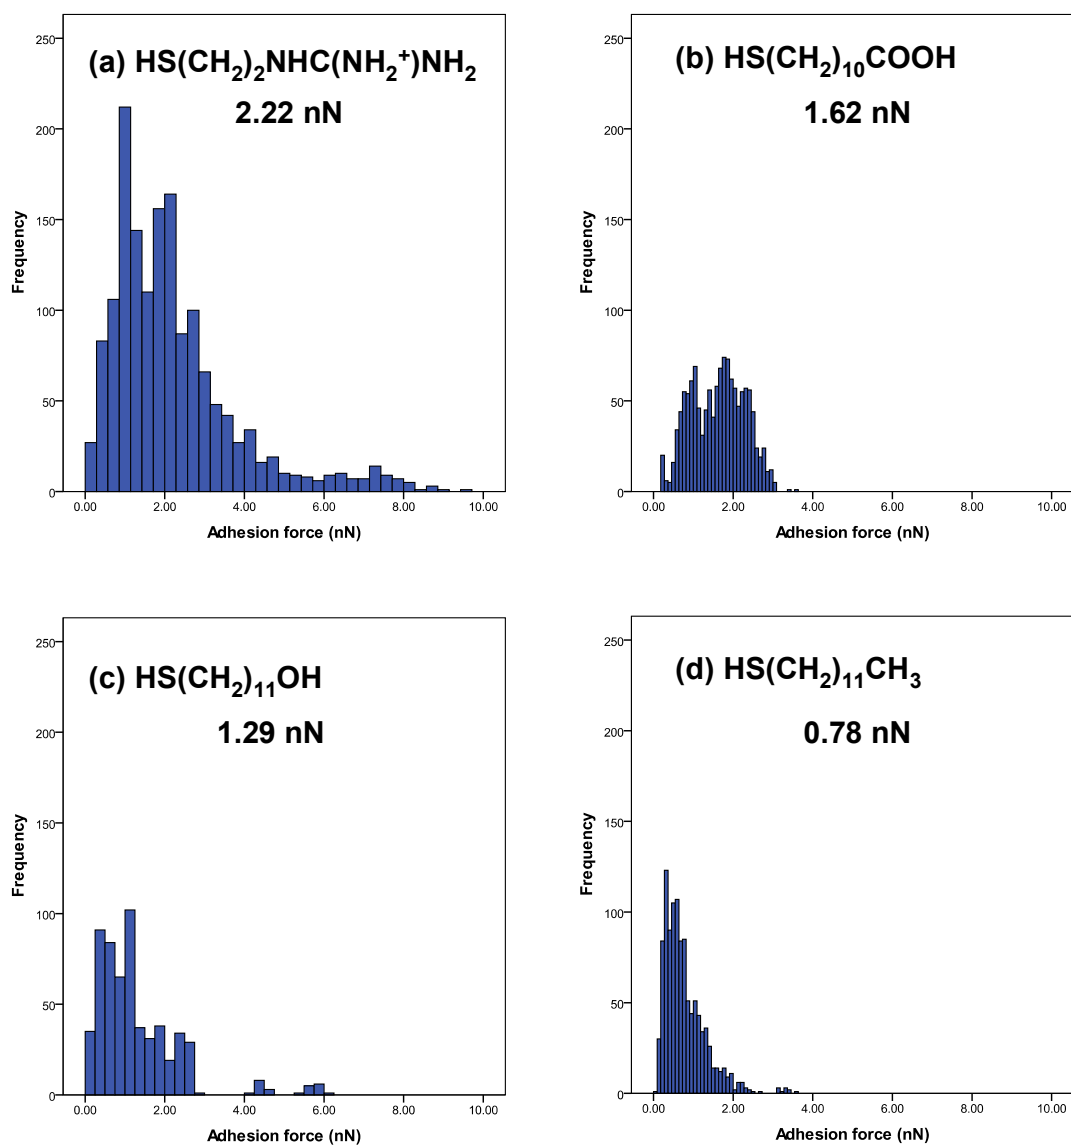 (a) HS(CH₂)₂NHC(NH₂⁺)NH₂
2.22 nN
250
200
150
100
50
0
Frequency
0.00 2.00 4.00 6.00 8.00 10.00
Adhesion force (nN)
(b) HS(CH₂)₁₀COOH
1.62 nN
250
200
150
100
50
0
Frequency
0.00 2.00 4.00 6.00 8.00 10.00
Adhesion force (nN)
(c) HS(CH₂)₁₁OH
1.29 nN
250
200
150
100
50
0
Frequency
0.00 2.00 4.00 6.00 8.00 10.00
Adhesion force (nN)
(d) HS(CH₂)₁₁CH₃
0.78 nN
250
200
150
100
50
0
Frequency
0.00 2.00 4.00 6.00 8.00 10.00
Adhesion force (nN)